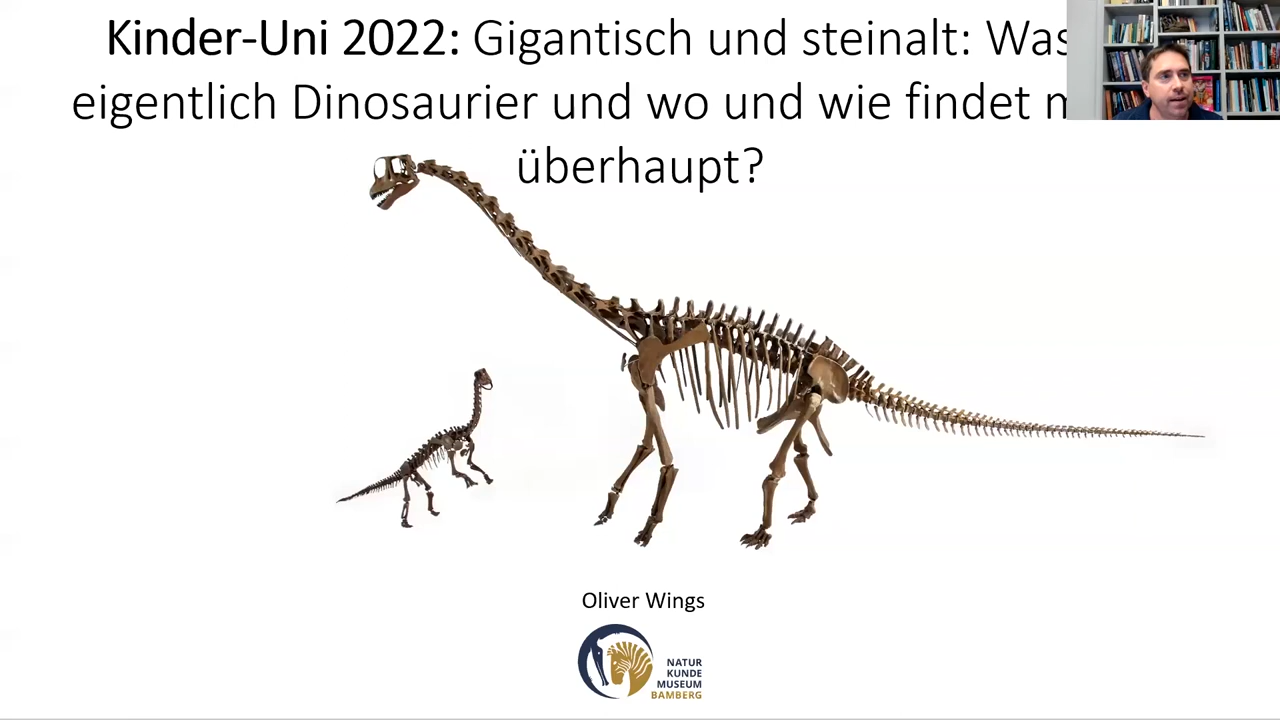 Kinder-Uni 2022: Gigantisch und steinalt: Was
eigentlich Dinosaurier und wo und wie findet
überhaupt?
Oliver Wings
NATUR
KUNDE
MUSEUM
BAMBERG